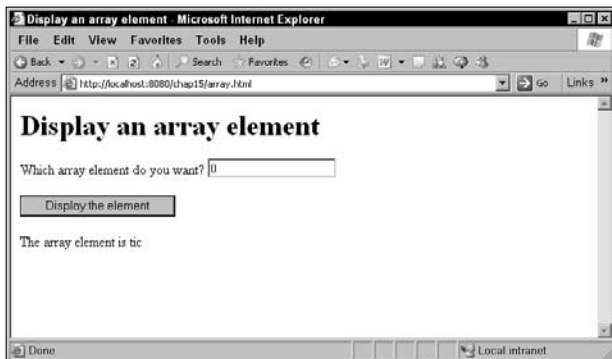 Display an array element - Microsoft Internet Explorer
File Edit View Favorites Tools Help
Back Search Favorites
Address http://localhost:8080/chap15/array.html Go Links »
Display an array element
Which array element do you want? 0
Display the element
The array element is tic
Done Local intranet